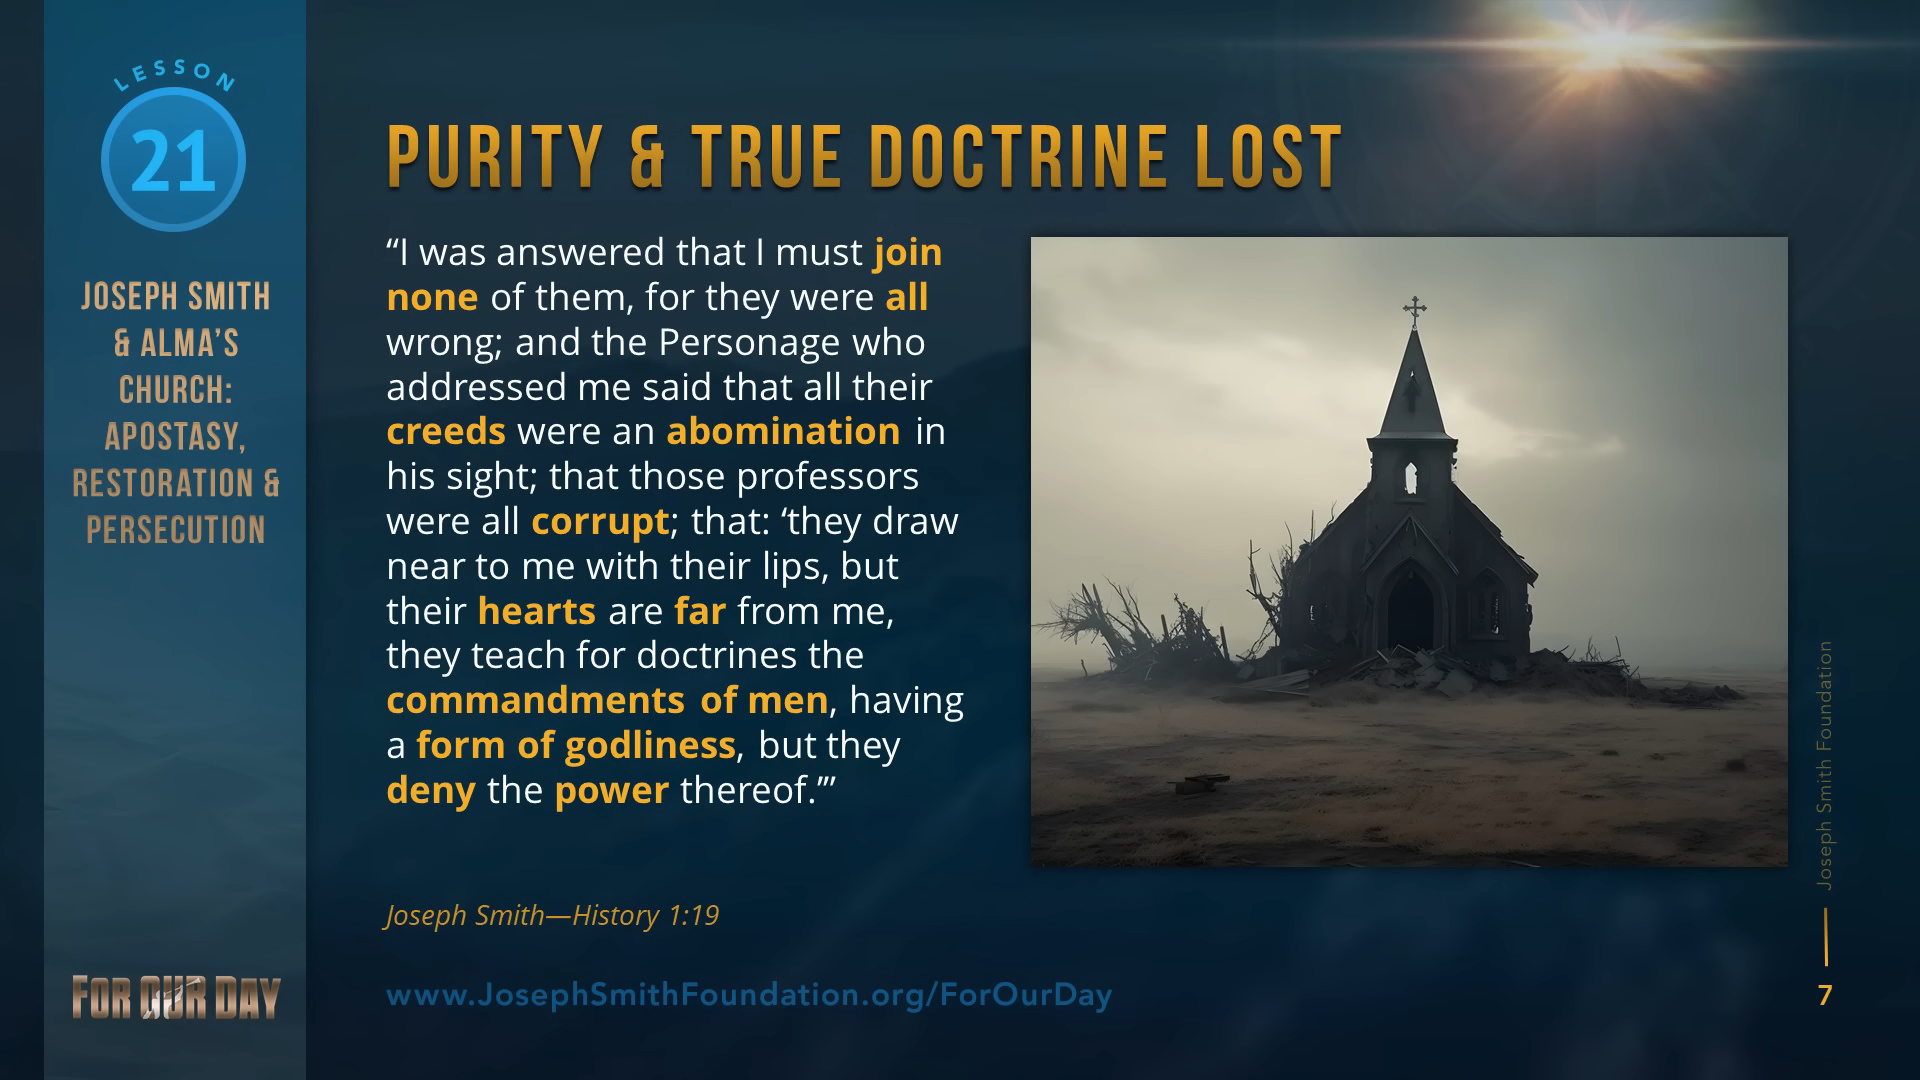 LESSON
21
JOSEPH SMITH
& ALMA’S
CHURCH:
APOSTASY,
RESTORATION &
PERSECUTION
FOR OUR DAY
PURITY & TRUE DOCTRINE LOST
“I was answered that I must join
none of them, for they were all
wrong; and the Personage who
addressed me said that all their
creeds were an abomination in
his sight; that those professors
were all corrupt; that: ‘they draw
near to me with their lips, but
their hearts are far from me,
they teach for doctrines the
commandments of men, having
a form of godliness, but they
deny the power thereof.’”
Joseph Smith—History 1:19
www.JosephSmithFoundation.org/ForOurDay
Joseph Smith Foundation
7